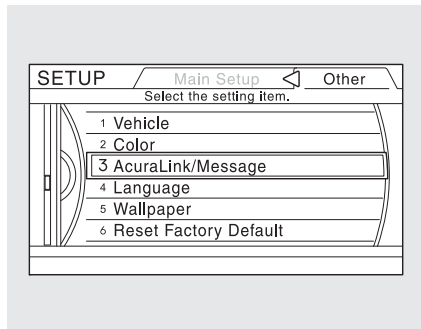 SETUP Main Setup Other
Select the setting item.
1 Vehicle
2 Color
3 AcuraLink/Message
4 Language
5 Wallpaper
6 Reset Factory Default